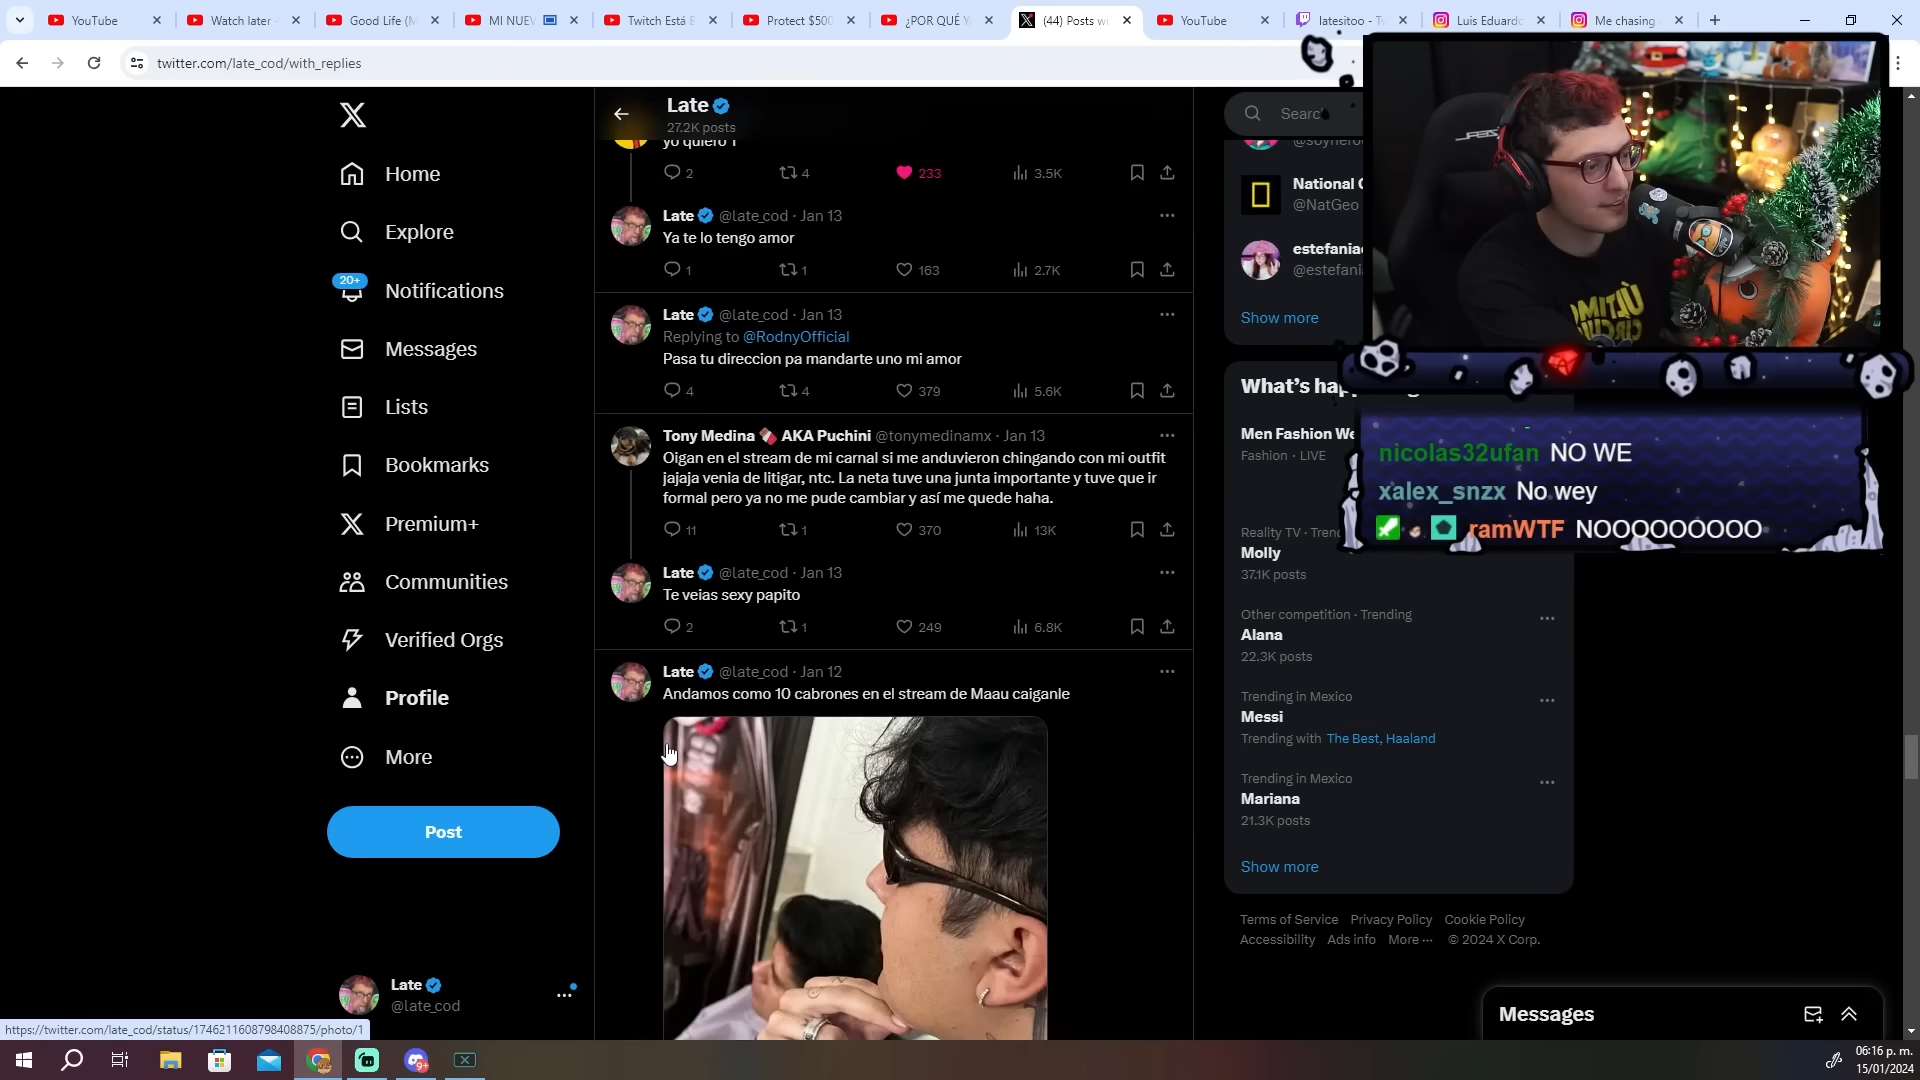 YouTube
Watch later
Good Life (M
MI NUEV
Twitch Está E
Protect $500
¿POR QUÉ Y
(44) Posts wi
YouTube
latesitoo - Tw
Luis Eduardo
Me chasing
twitter.com/late_cod/with_replies
Home
Explore
20+
Notifications
Messages
Lists
Bookmarks
Premium+
Communities
Verified Orgs
Profile
More
Post
Late
@late_cod
https://twitter.com/late_cod/status/1746211608798408875/photo/1
Late
27.2K posts
yo quiero 1
2 4 233 3.5K
Late @late_cod · Jan 13
Ya te lo tengo amor
1 1 163 2.7K
Late @late_cod · Jan 13
Replying to @RodnyOfficial
Pasa tu direccion pa mandarte uno mi amor
4 4 379 5.6K
Tony Medina AKA Puchini @tonymedinamx · Jan 13
Oigan en el stream de mi carnal si me anduvieron chingando con mi outfit
jajaja venia de litigar, ntc. La neta tuve una junta importante y tuve que ir
formal pero ya no me pude cambiar y así me quede haha.
11 1 370 13K
Late @late_cod · Jan 13
Te veias sexy papito
2 1 249 6.8K
Late @late_cod · Jan 12
Andamos como 10 cabrones en el stream de Maau caiganle
Search
National
@NatGeo
@estefani
Show more
What's
Men Fashion We
Fashion · LIVE
Reality TV ·
Molly
37.1K posts
Other competition · Trending
Alana
22.3K posts
Trending in Mexico
Messi
Trending with The Best, Haaland
Trending in Mexico
Mariana
21.3K posts
Show more
Terms of Service Privacy Policy Cookie Policy
Accessibility Ads info More ··· © 2024 X Corp.
Messages
nicolas32ufan NO WE
xalex_snzx No wey
ramWTF NOOOOOOOOO
9+
06:16 p. m.
15/01/2024